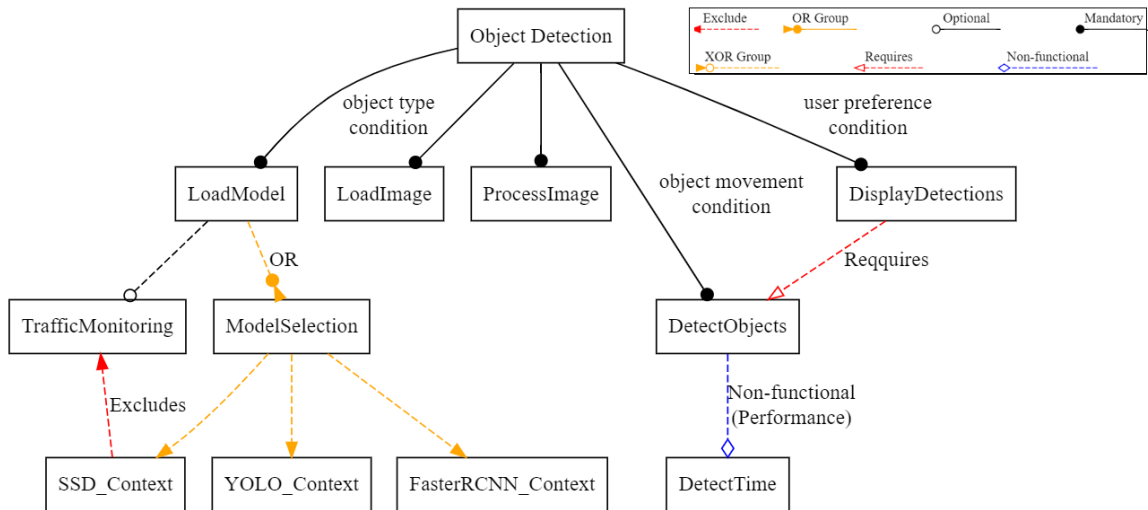 Object Detection
Exclude
OR Group
Optional
Mandatory
XOR Group
Requires
Non-functional
object type
condition
user preference
condition
LoadModel
LoadImage
ProcessImage
object movement
condition
DisplayDetections
OR
Reqquires
TrafficMonitoring
ModelSelection
DetectObjects
Excludes
Non-functional
(Performance)
SSD_Context
YOLO_Context
FasterRCNN_Context
DetectTime